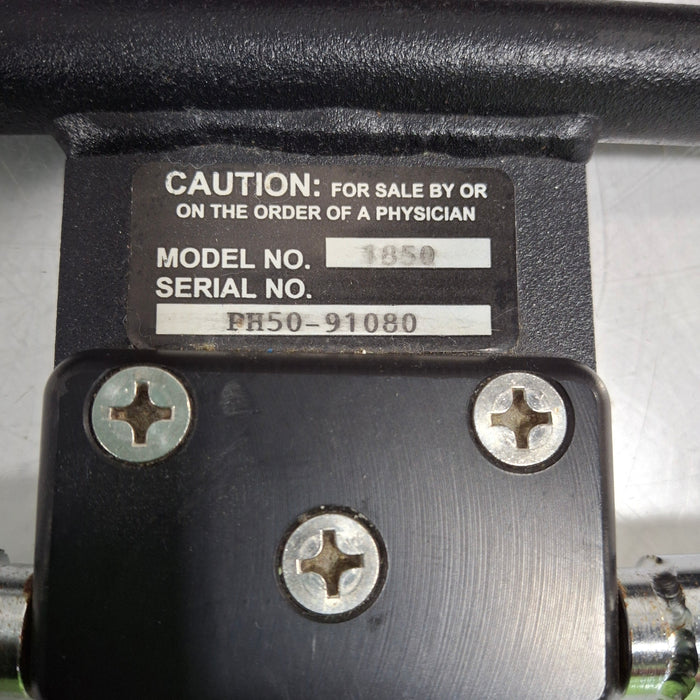 CAUTION: FOR SALE BY OR
ON THE ORDER OF A PHYSICIAN
MODEL NO. 1850
SERIAL NO.
PH50-91080